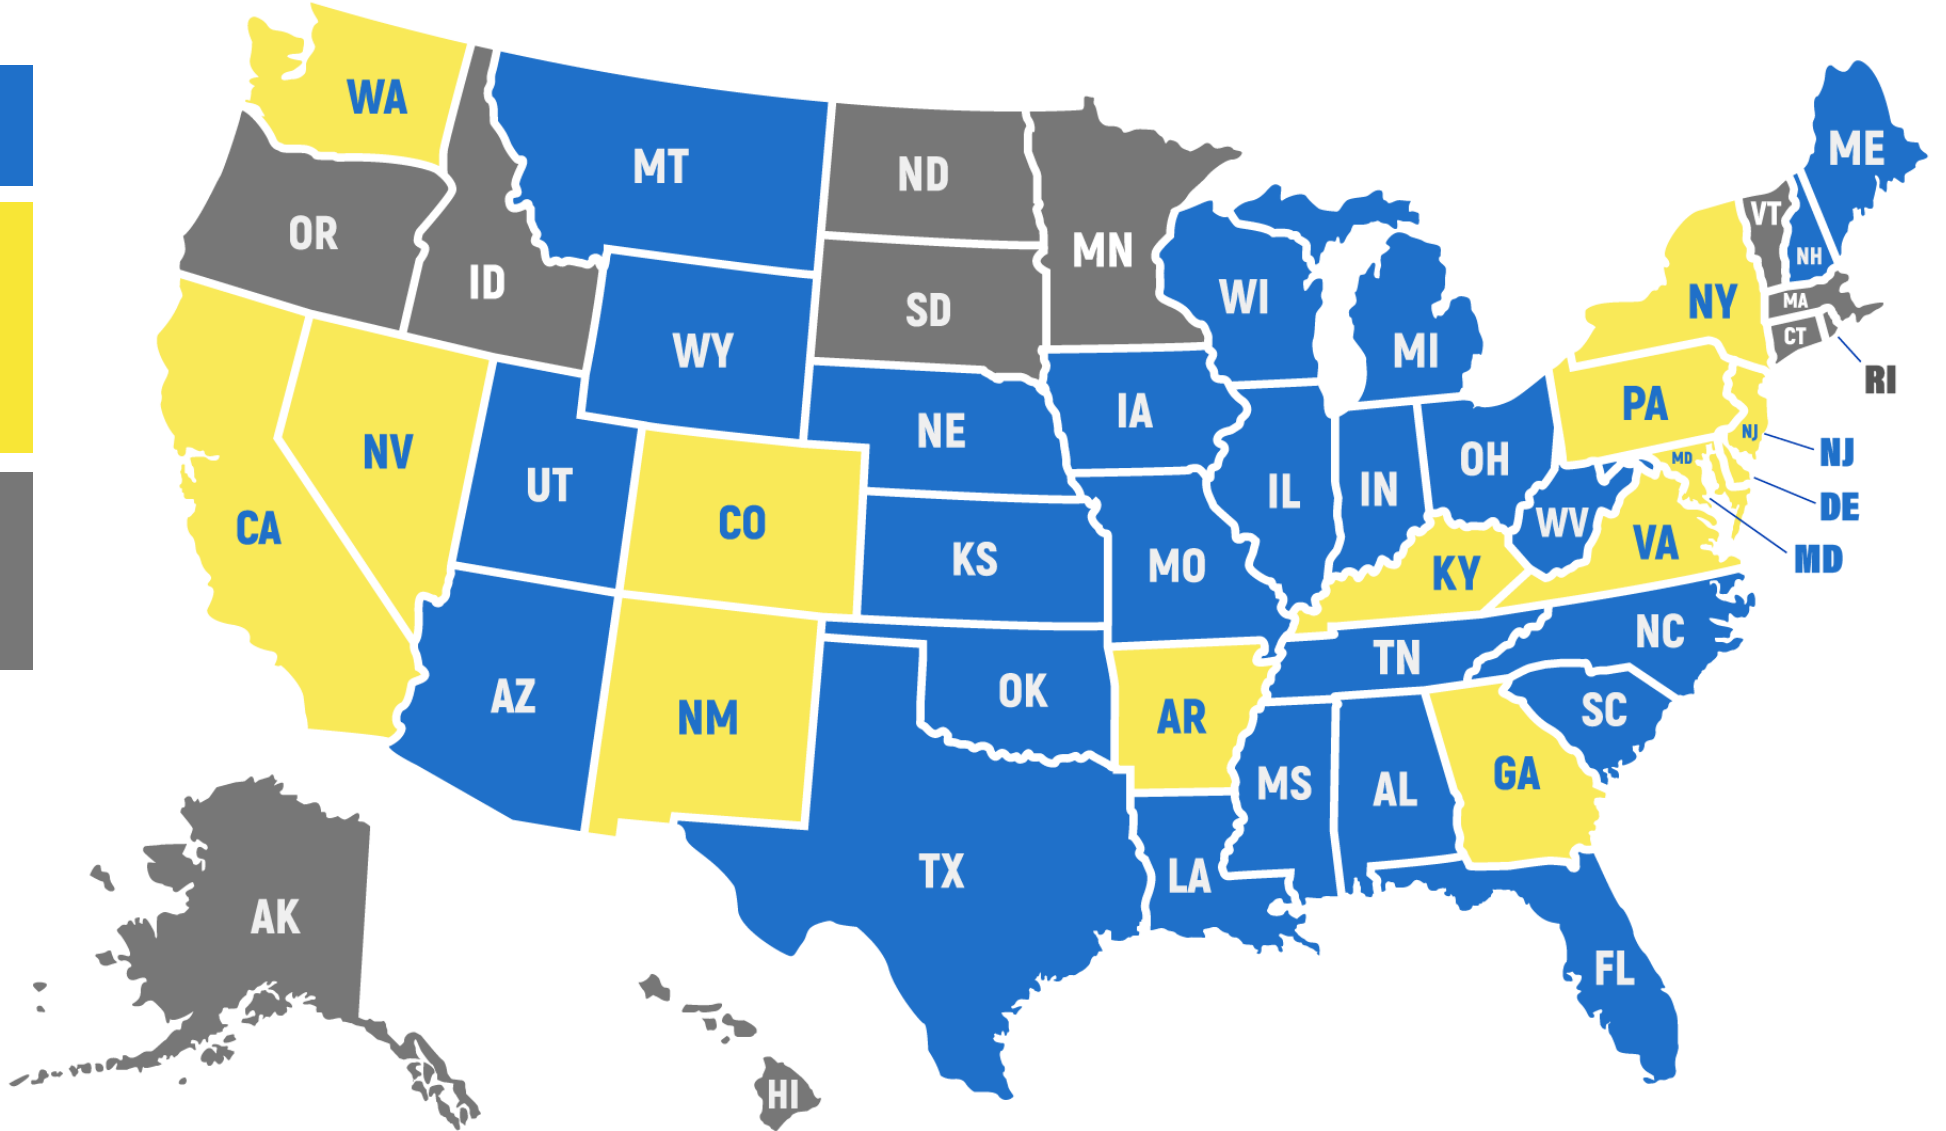 WA
MT
ND
MN
ME
OR
ID
SD
WI
VT
NH
NY
MA
CT
RI
WY
MI
NE
IA
PA
NJ
NJ
NV
UT
CO
IL
IN
OH
MD
DE
CA
KS
MO
WV
VA
MD
KY
NC
TN
AZ
NM
OK
AR
SC
GA
MS
AL
TX
LA
AK
FL
HI